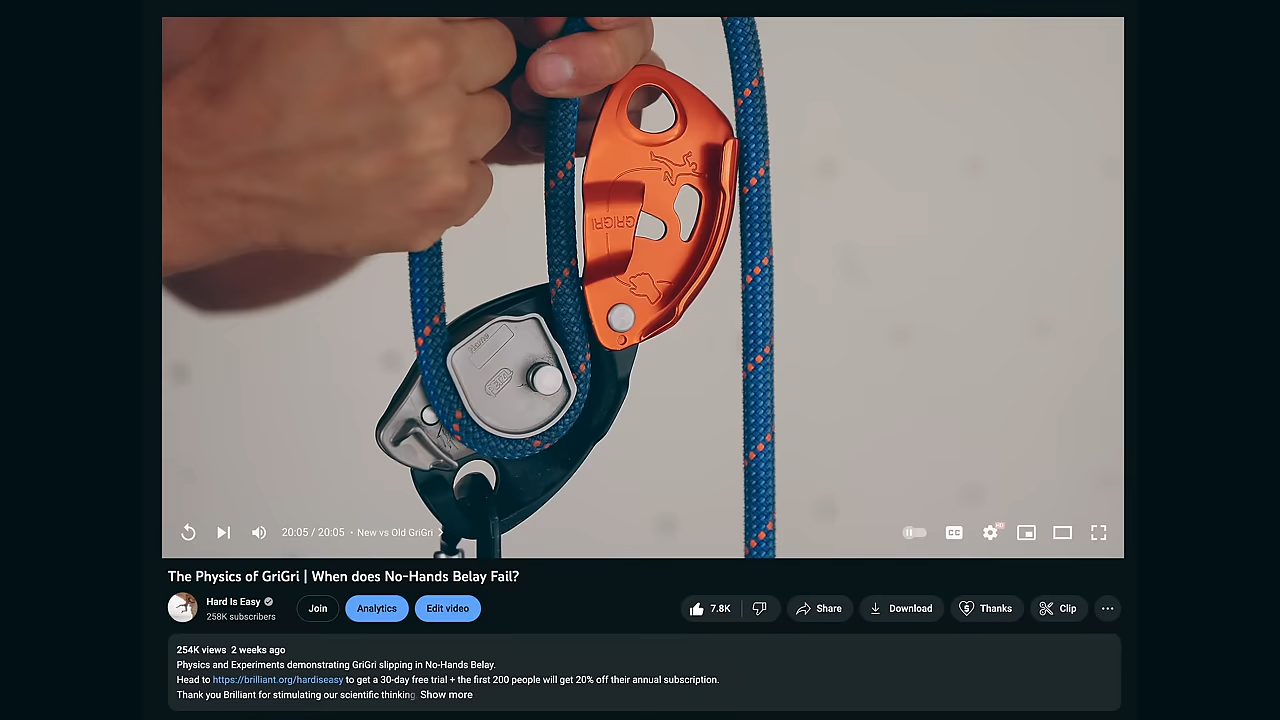 GRIGRI
PETZL
20:05 / 20:05 • New vs Old GriGri
CC
HD
The Physics of GriGri | When does No-Hands Belay Fail?
Hard Is Easy
258K subscribers
Join
Analytics
Edit video
7.8K
Share
Download
Thanks
Clip
254K views 2 weeks ago
Physics and Experiments demonstrating GriGri slipping in No-Hands Belay.
Head to https://brilliant.org/hardiseasy to get a 30-day free trial + the first 200 people will get 20% off their annual subscription.
Thank you Brilliant for stimulating our scientific thinking. Show more